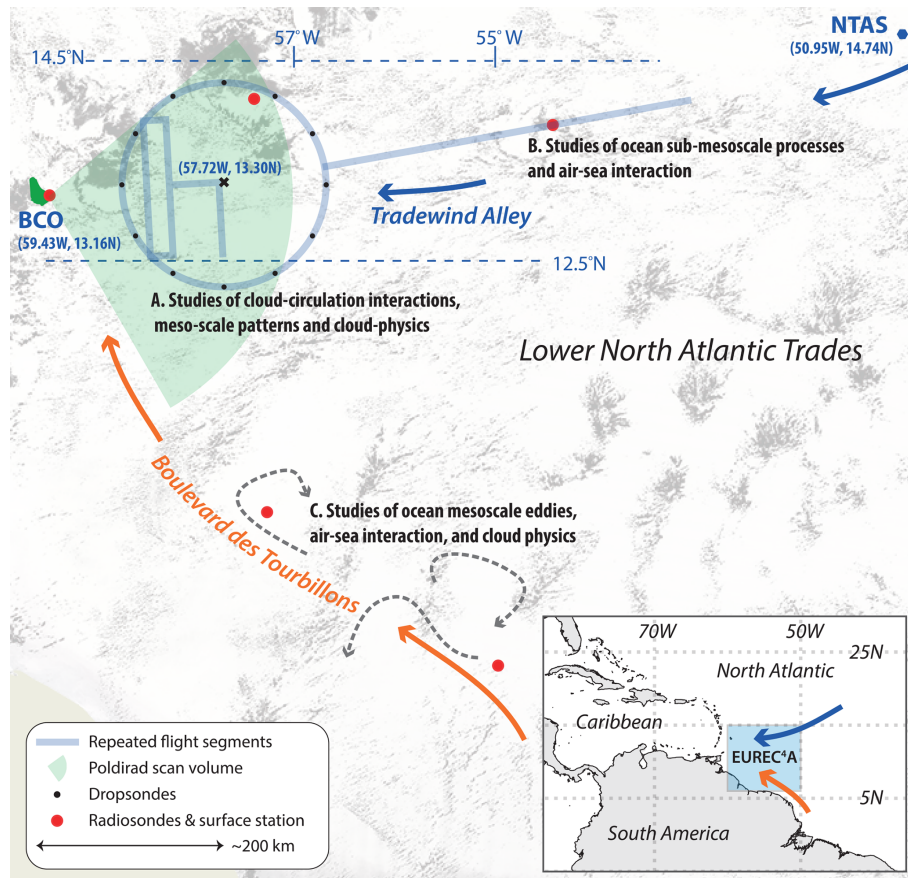 57°W
55°W
NTAS
(50.95W, 14.74N)
14.5°N
B. Studies of ocean sub-mesoscale processes
and air-sea interaction
(57.72W, 13.30N)
Tradewind Alley
BCO
(59.43W, 13.16N)
12.5°N
A. Studies of cloud-circulation interactions,
meso-scale patterns and cloud-physics
Lower North Atlantic Trades
Boulevard des Tourbillons
C. Studies of ocean mesoscale eddies,
air-sea interaction, and cloud physics
Repeated flight segments
Poldirad scan volume
Dropsondes
Radiosondes & surface station
~200 km
70°W
50°W
25N
North Atlantic
Caribbean
EUREC⁴A
5N
South America